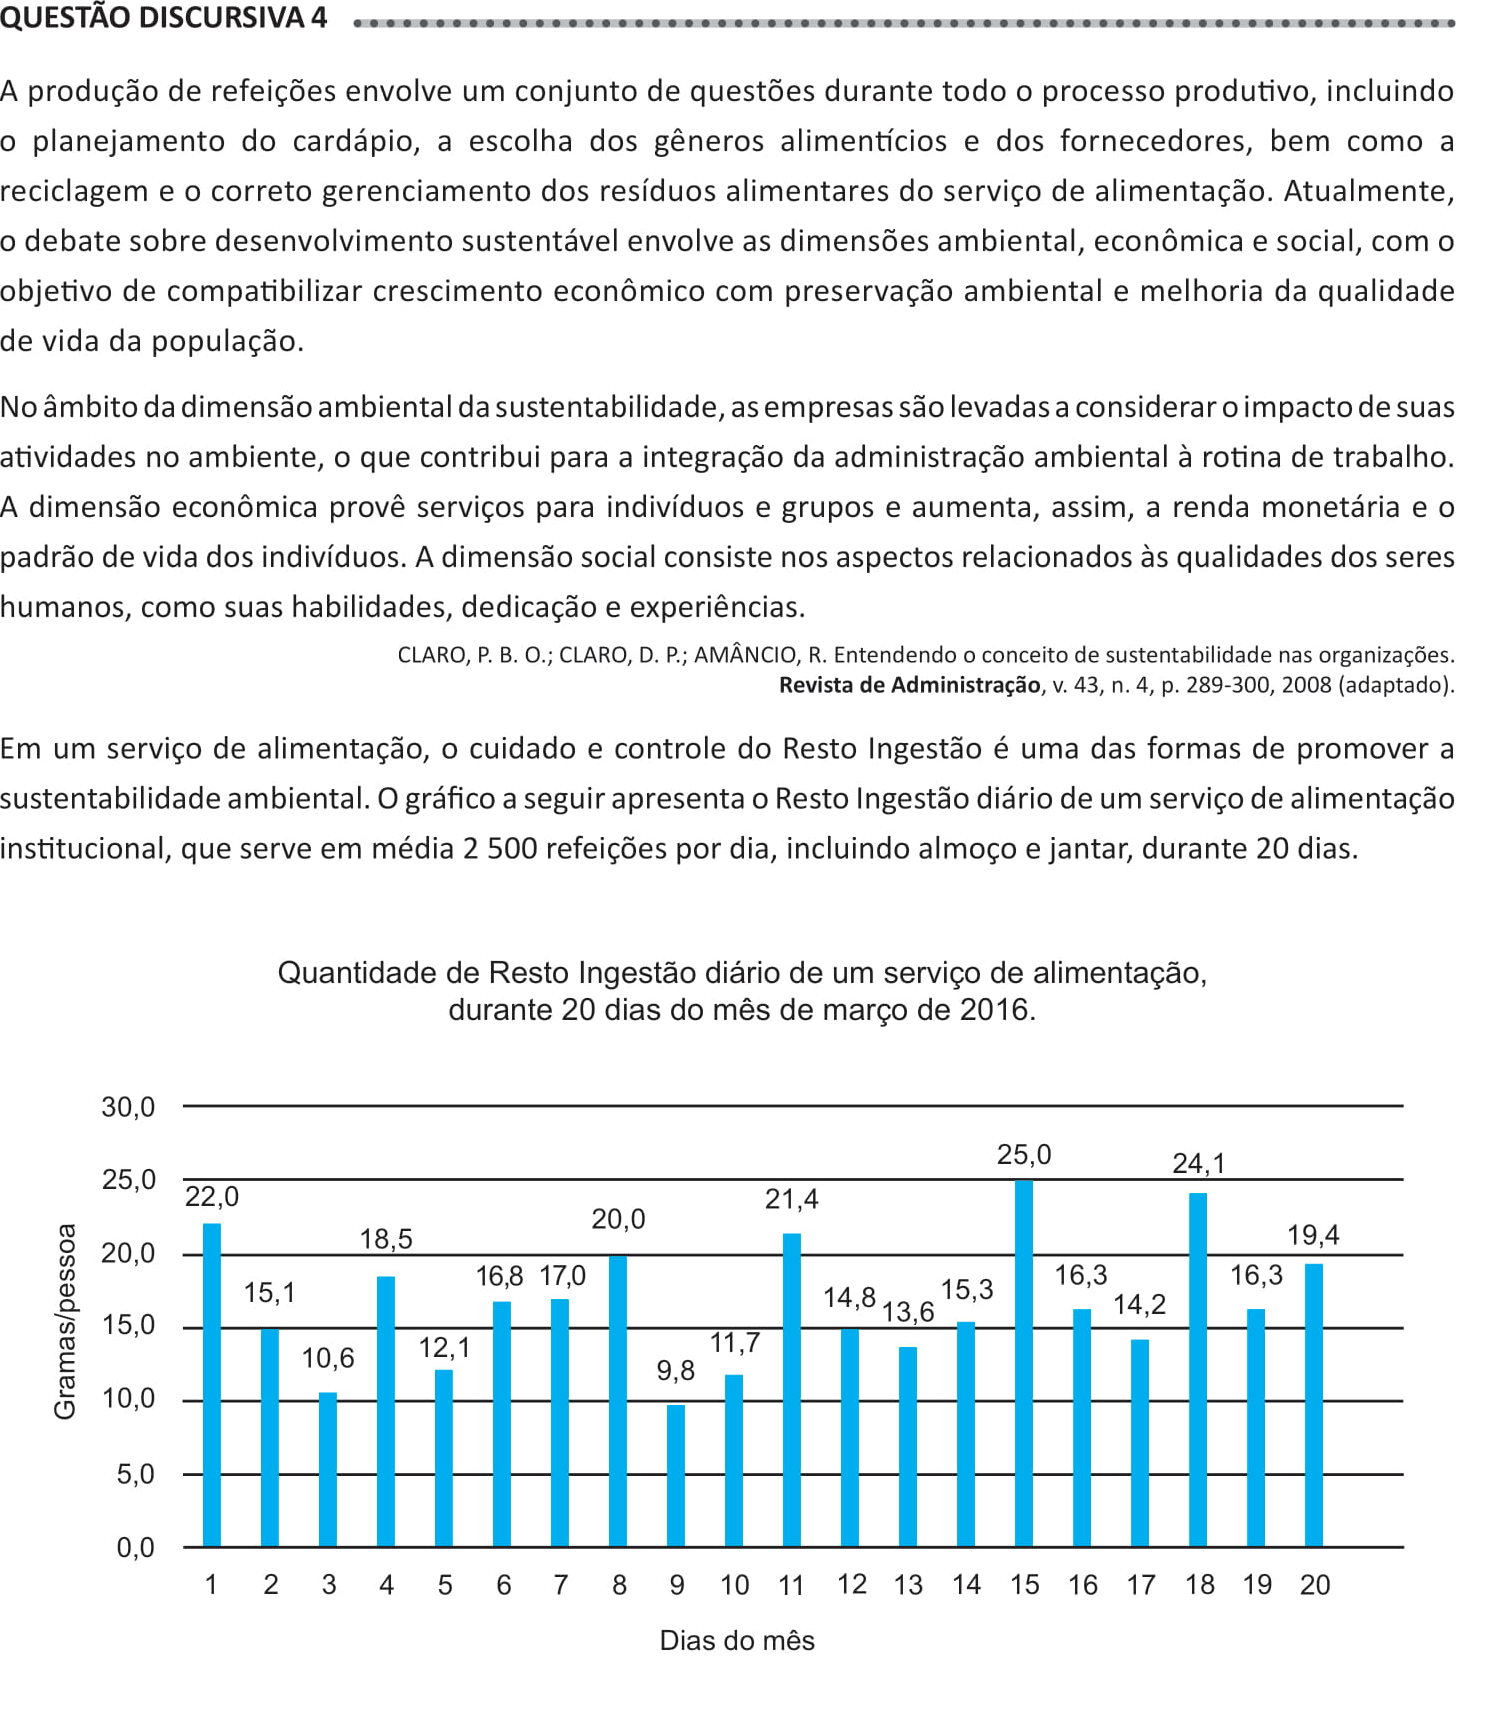 QUESTÃO DISCURSIVA 4
A produção de refeições envolve um conjunto de questões durante todo o processo produtivo, incluindo
o planejamento do cardápio, a escolha dos gêneros alimentícios e dos fornecedores, bem como a
reciclagem e o correto gerenciamento dos resíduos alimentares do serviço de alimentação. Atualmente,
o debate sobre desenvolvimento sustentável envolve as dimensões ambiental, econômica e social, com o
objetivo de compatibilizar crescimento econômico com preservação ambiental e melhoria da qualidade
de vida da população.
No âmbito da dimensão ambiental da sustentabilidade, as empresas são levadas a considerar o impacto de suas
atividades no ambiente, o que contribui para a integração da administração ambiental à rotina de trabalho.
A dimensão econômica provê serviços para indivíduos e grupos e aumenta, assim, a renda monetária e o
padrão de vida dos indivíduos. A dimensão social consiste nos aspectos relacionados às qualidades dos seres
humanos, como suas habilidades, dedicação e experiências.
CLARO, P. B. O.; CLARO, D. P.; AMÂNCIO, R. Entendendo o conceito de sustentabilidade nas organizações.
Revista de Administração, v. 43, n. 4, p. 289-300, 2008 (adaptado).
Em um serviço de alimentação, o cuidado e controle do Resto Ingestão é uma das formas de promover a
sustentabilidade ambiental. O gráfico a seguir apresenta o Resto Ingestão diário de um serviço de alimentação
institucional, que serve em média 2 500 refeições por dia, incluindo almoço e jantar, durante 20 dias.
Quantidade de Resto Ingestão diário de um serviço de alimentação,
durante 20 dias do mês de março de 2016.
Gramas/pessoa
30,0
25,0
20,0
15,0
10,0
5,0
0,0
22,0
15,1
10,6
18,5
12,1
16,8
17,0
20,0
9,8
11,7
21,4
14,8
13,6
15,3
25,0
16,3
14,2
24,1
16,3
19,4
1 2 3 4 5 6 7 8 9 10 11 12 13 14 15 16 17 18 19 20
Dias do mês